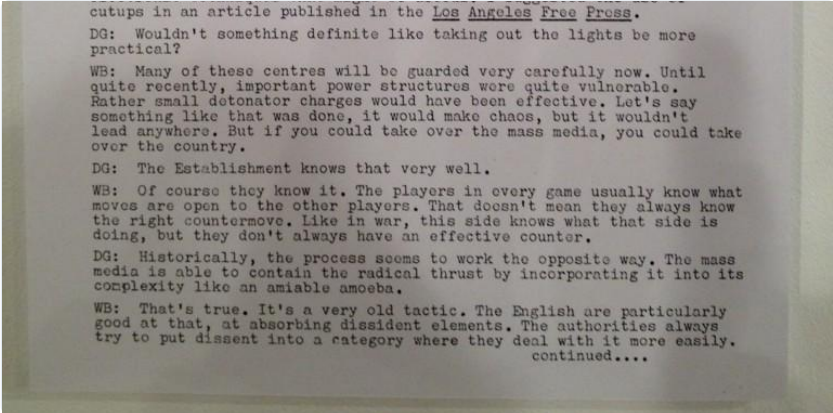 cutups in an article published in the Los Angeles Free Press.
DG: Wouldn't something definite like taking out the lights be more
practical?
WB: Many of these centres will be guarded very carefully now. Until
quite recently, important power structures were quite vulnerable.
Rather small detonator charges would have been effective. Let's say
something like that was done, it would make chaos, but it wouldn't
lead anywhere. But if you could take over the mass media, you could take
over the country.
DG: The Establishment knows that very well.
WB: Of course they know it. The players in every game usually know what
moves are open to the other players. That doesn't mean they always know
the right countermove. Like in war, this side knows what that side is
doing, but they don't always have an effective counter.
DG: Historically, the process seems to work the opposite way. The mass
media is able to contain the radical thrust by incorporating it into its
complexity like an amiable amoeba.
WB: That's true. It's a very old tactic. The English are particularly
good at that, at absorbing dissident elements. The authorities always
try to put dissent into a category where they deal with it more easily.
continued....